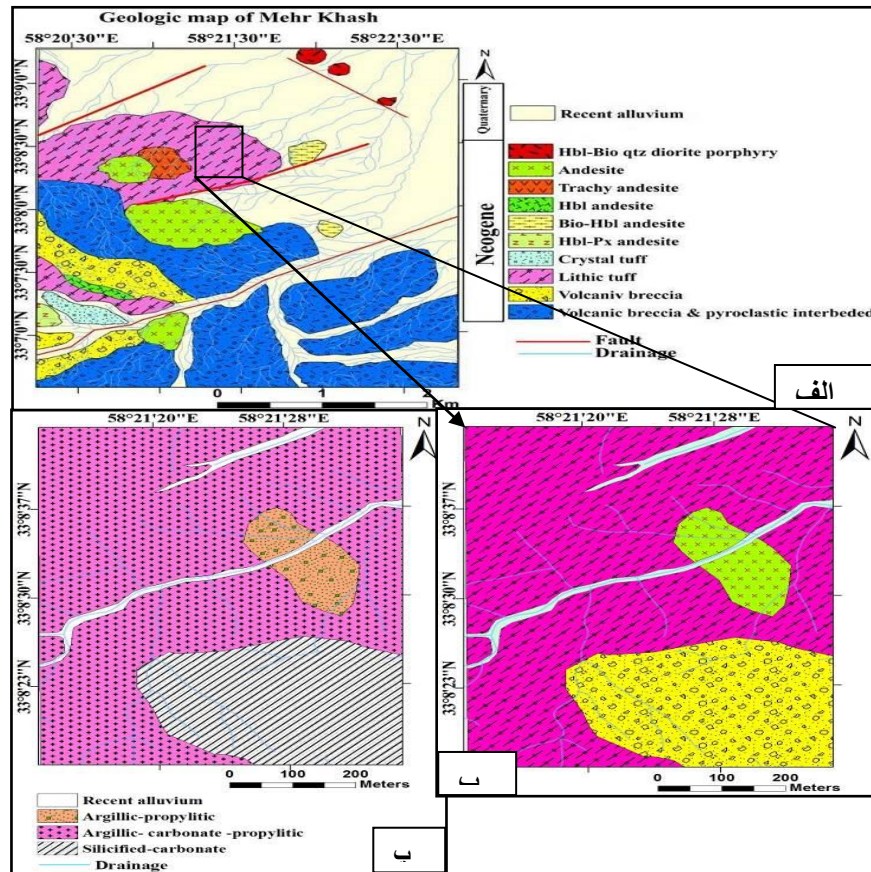 Geologic map of Mehr Khash
58°20'30"E 58°21'30"E 58°22'30"E
33°9'0"N
33°8'30"N
33°8'0"N
33°7'30"N
33°7'0"N
Z
Quaternary
Neogene
Recent alluvium
Hbl-Bio qtz diorite porphyry
Andesite
Trachy andesite
Hbl andesite
Bio-Hbl andesite
Hbl-Px andesite
Crystal tuff
Lithic tuff
Volcaniv breccia
Volcanic breccia & pyroclastic interbeded
Fault
Drainage
0 1 2
Km
الف
58°21'20"E 58°21'28"E
N
33°8'37"N
33°8'30"N
33°8'23"N
0 100 200
Meters
Recent alluvium
Argillic-propylitic
Argillic- carbonate -propylitic
Silicified-carbonate
Drainage
پ
58°21'20"E 58°21'28"E
N
33°8'37"N
33°8'30"N
33°8'23"N
0 100 200
Meters
ب